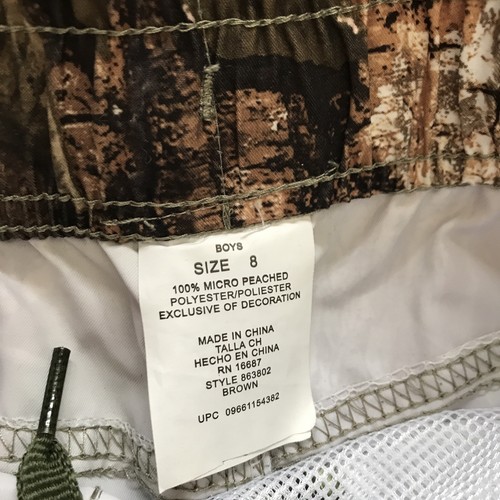 BOYS
SIZE 8
100% MICRO PEACHED
POLYESTER/POLIESTER
EXCLUSIVE OF DECORATION
MADE IN CHINA
TALLA CH
HECHO EN CHINA
RN 16687
STYLE 863802
BROWN
UPC 09661154382